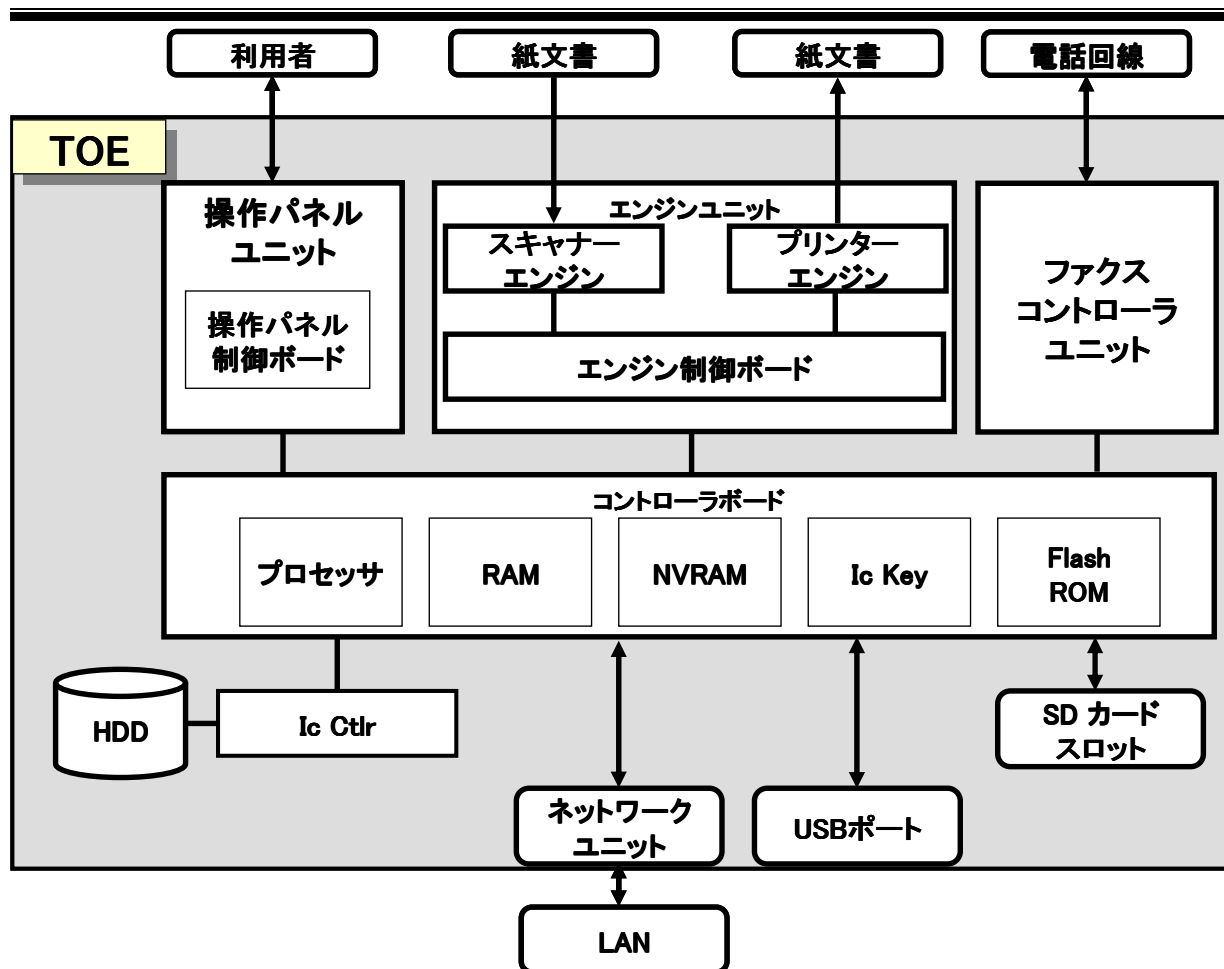 利用者
紙文書
紙文書
電話回線
TOE
操作パネル
ユニット
操作パネル
制御ボード
エンジンユニット
スキャナー
エンジン
プリンター
エンジン
エンジン制御ボード
ファクス
コントローラ
ユニット
コントローラボード
プロセッサ
RAM
NVRAM
Ic Key
Flash
ROM
HDD
Ic Ctlr
SD カード
スロット
ネットワーク
ユニット
USBポート
LAN